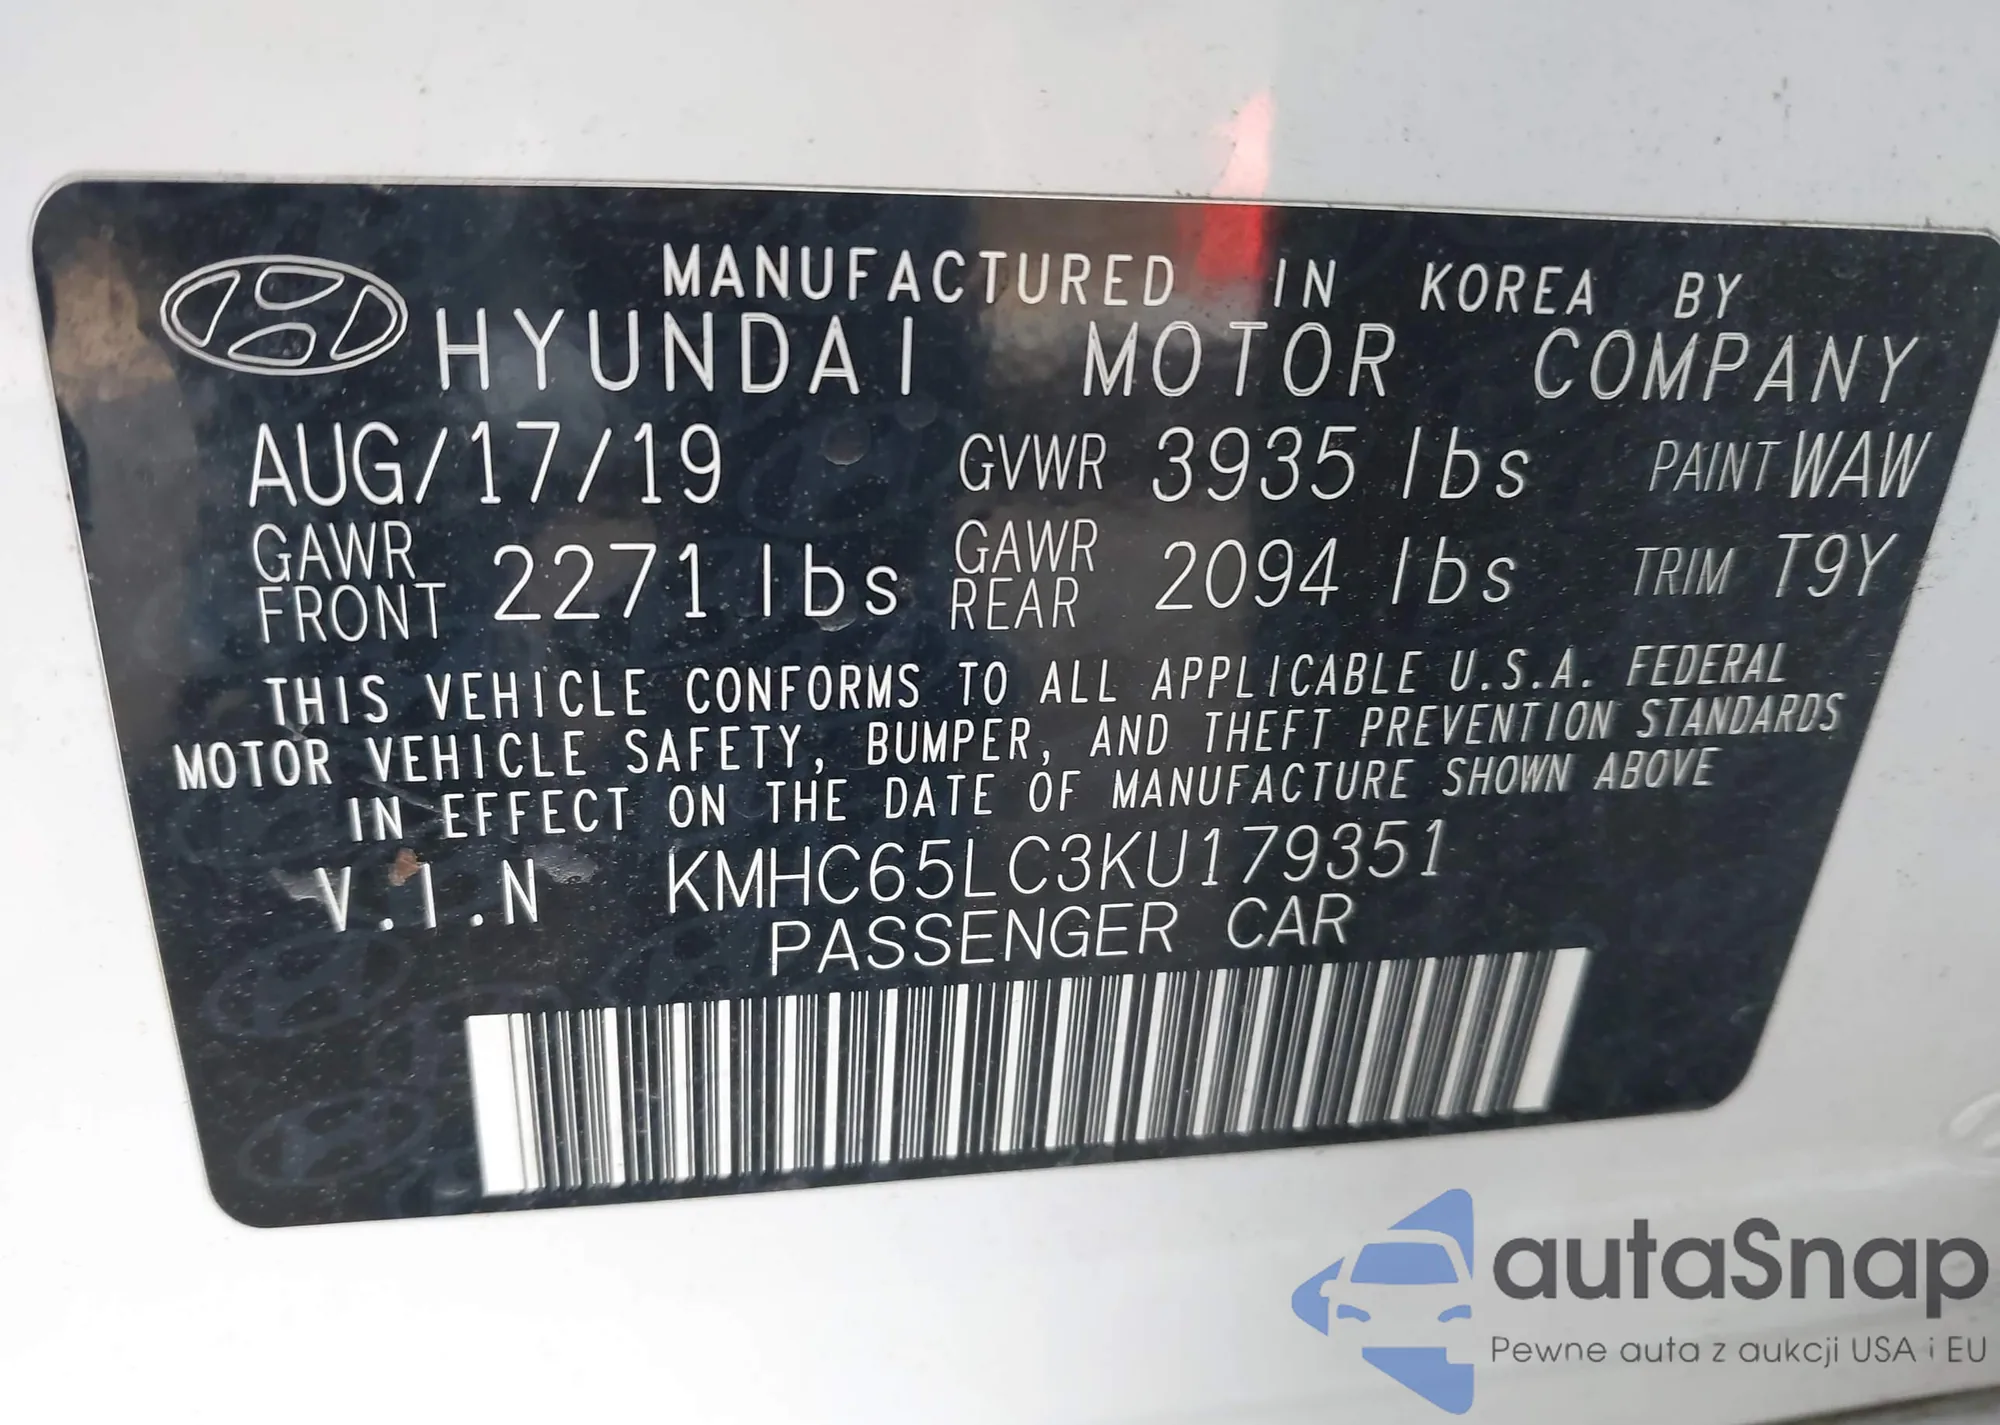 MANUFACTURED IN KOREA BY
HYUNDAI MOTOR COMPANY
AUG/17/19 GVWR 3935 lbs PAINT WAW
GAWR FRONT 2271 lbs GAWR REAR 2094 lbs TRIM T9Y
THIS VEHICLE CONFORMS TO ALL APPLICABLE U.S.A. FEDERAL
MOTOR VEHICLE SAFETY, BUMPER, AND THEFT PREVENTION STANDARDS
IN EFFECT ON THE DATE OF MANUFACTURE SHOWN ABOVE
V.I.N KMHC65LC3KU179351
PASSENGER CAR
autaSnap
Pewne auta z aukcji USA i EU